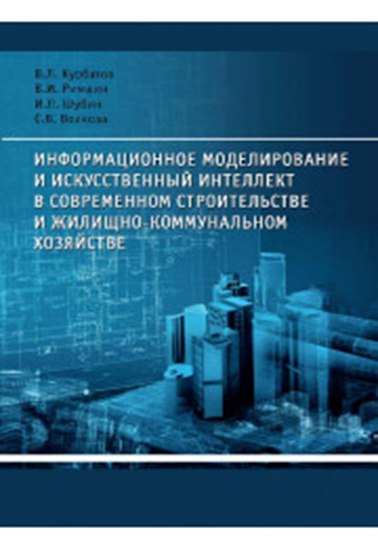 В.Л. Курбатов
В.И. Римшин
И.Л. Шубин
С.В. Волкова
ИНФОРМАЦИОННОЕ МОДЕЛИРОВАНИЕ
И ИСКУССТВЕННЫЙ ИНТЕЛЛЕКТ
В СОВРЕМЕННОМ СТРОИТЕЛЬСТВЕ
И ЖИЛИЩНО-КОММУНАЛЬНОМ
ХОЗЯЙСТВЕ